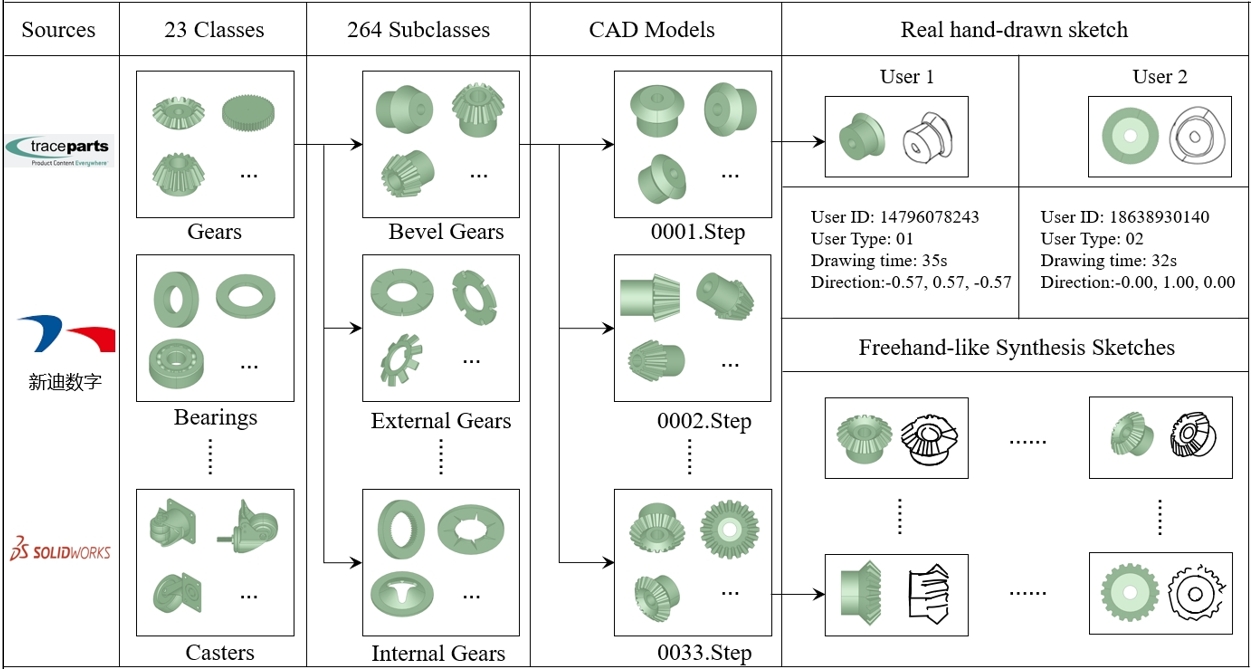 Sources
23 Classes
264 Subclasses
CAD Models
Real hand-drawn sketch
traceparts
Product Content Everywhere
新迪数字
SOLIDWORKS
...
Gears
...
Bearings
......
...
Casters
...
Bevel Gears
...
External Gears
......
...
Internal Gears
...
0001.Step
...
0002.Step
......
...
0033.Step
User 1
User 2
User ID: 14796078243
User Type: 01
Drawing time: 35s
Direction:-0.57, 0.57, -0.57
User ID: 18638930140
User Type: 02
Drawing time: 32s
Direction:-0.00, 1.00, 0.00
Freehand-like Synthesis Sketches
......
......
......
......